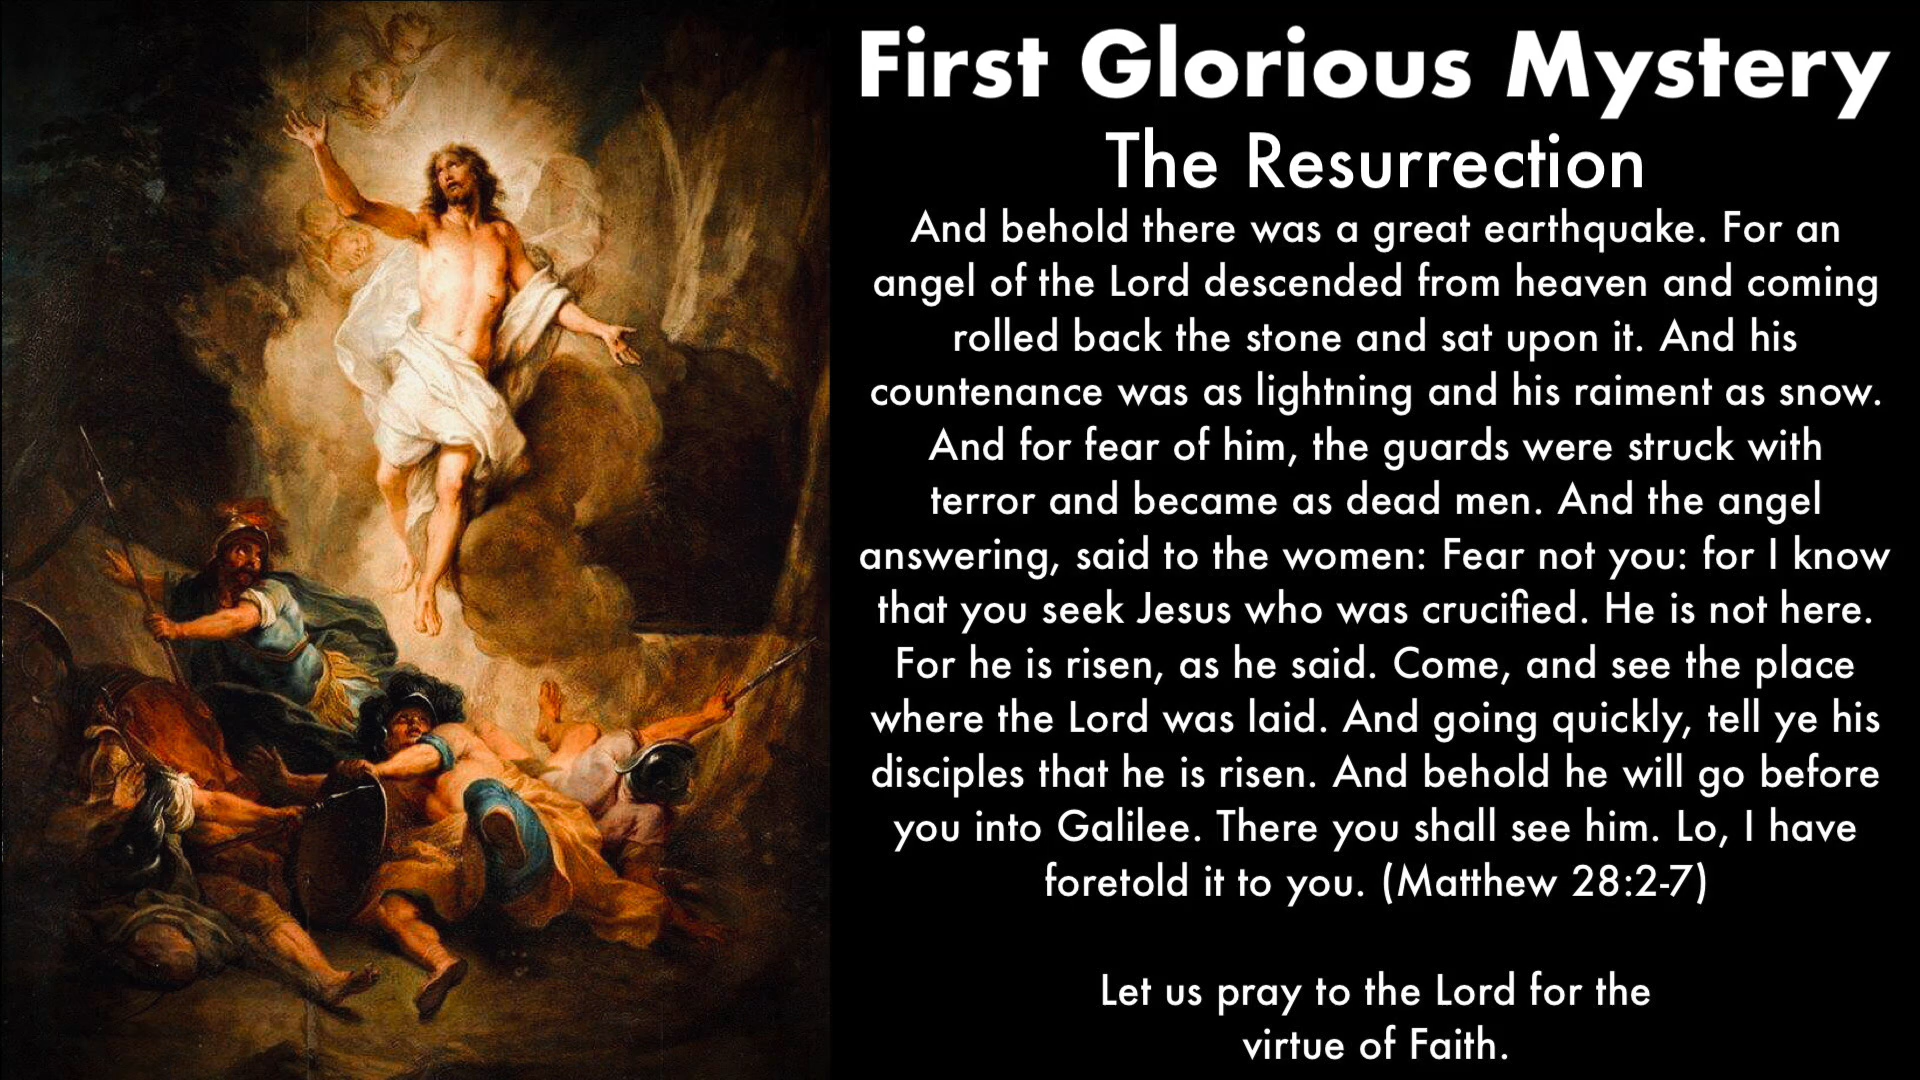 First Glorious Mystery
The Resurrection
And behold there was a great earthquake. For an
angel of the Lord descended from heaven and coming
rolled back the stone and sat upon it. And his
countenance was as lightning and his raiment as snow.
And for fear of him, the guards were struck with
terror and became as dead men. And the angel
answering, said to the women: Fear not you: for I know
that you seek Jesus who was crucified. He is not here.
For he is risen, as he said. Come, and see the place
where the Lord was laid. And going quickly, tell ye his
disciples that he is risen. And behold he will go before
you into Galilee. There you shall see him. Lo, I have
foretold it to you. (Matthew 28:2-7)
Let us pray to the Lord for the
virtue of Faith.